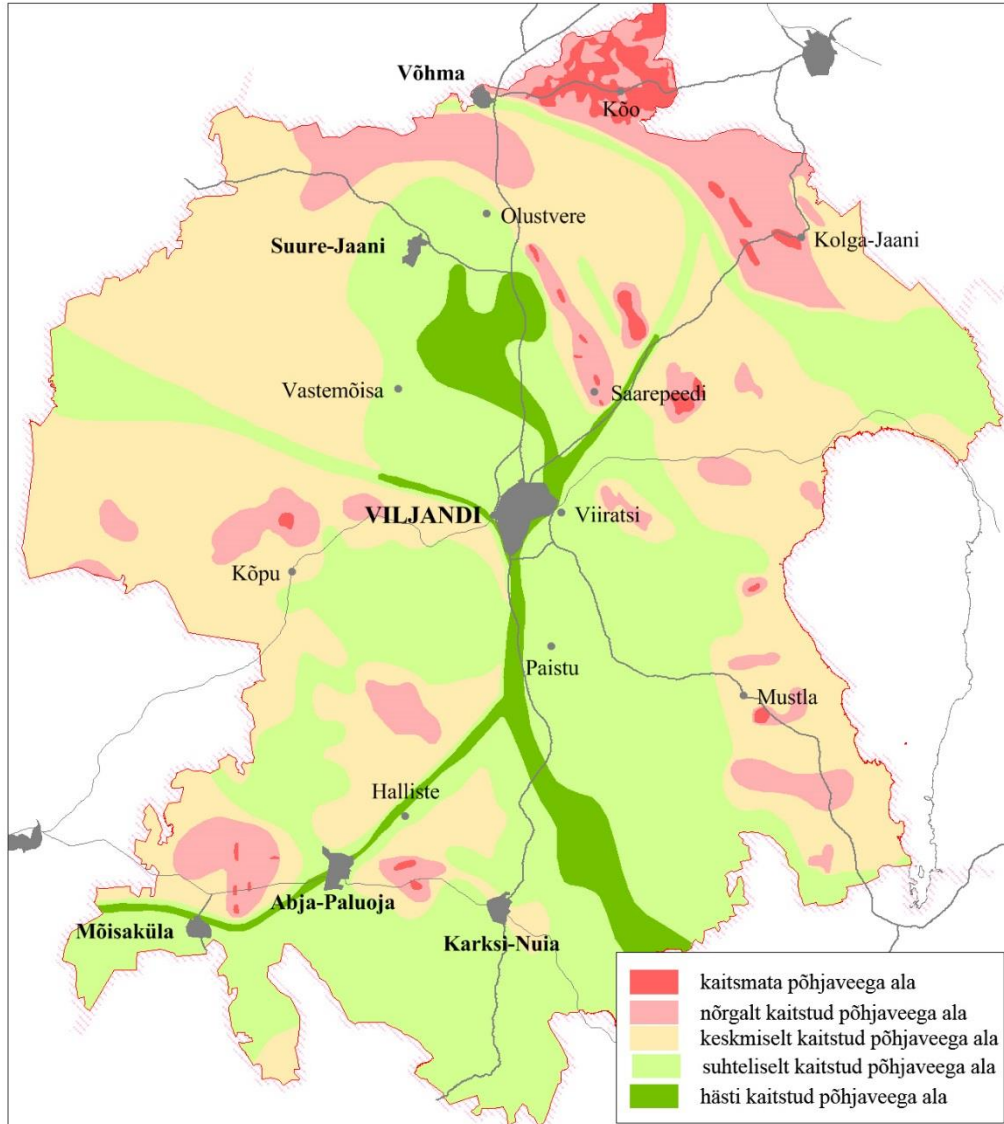 Võhma
Kõo
Olustvere
Suure-Jaani
Kolga-Jaani
Vastemõisa
Saarepeedi
VILJANDI
Viiratsi
Kõpu
Paistu
Mustla
Halliste
Abja-Paluoja
Mõisaküla
Karksi-Nuia
kaitsmata põhjaveega ala
nõrgalt kaitstud põhjaveega ala
keskmiselt kaitstud põhjaveega ala
suhteliselt kaitstud põhjaveega ala
hästi kaitstud põhjaveega ala